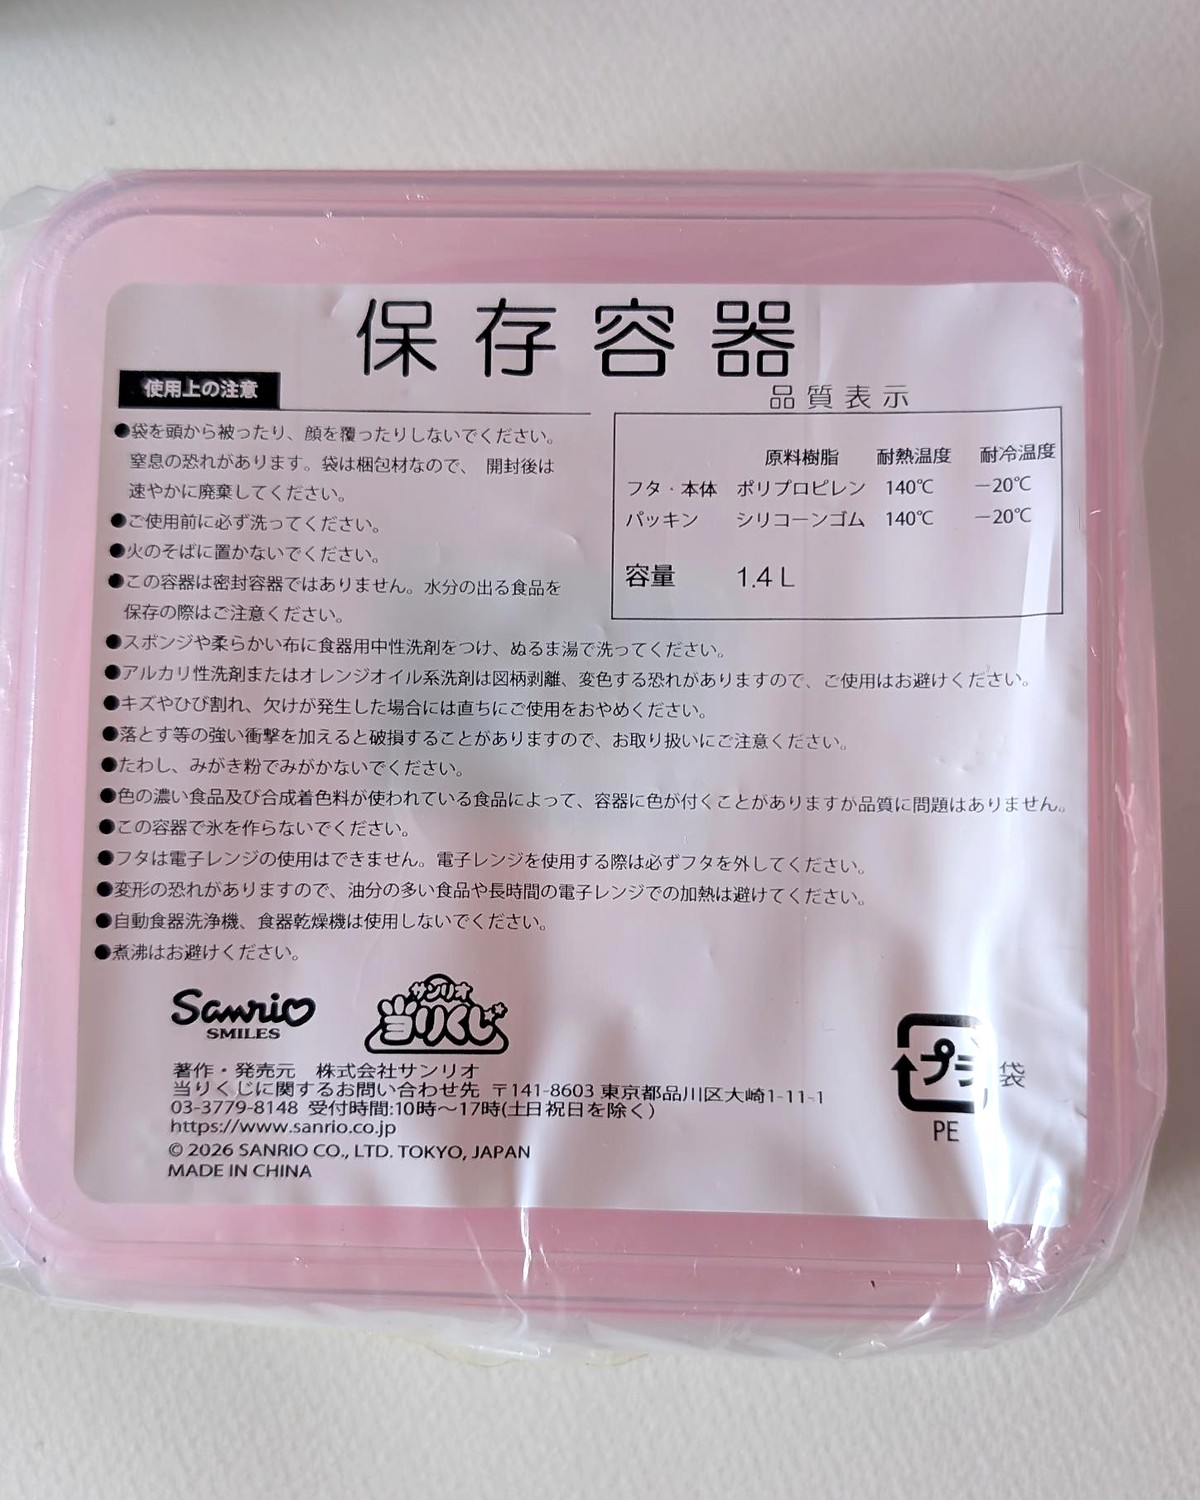 保存容器
使用上の注意
●袋を頭から被ったり、顔を覆ったりしないでください。
窒息の恐れがあります。袋は梱包材なので、開封後は
速やかに廃棄してください。
●ご使用前に必ず洗ってください。
●火のそばに置かないでください。
●この容器は密封容器ではありません。水分の出る食品を
保存の際はご注意ください。
品質表示
原料樹脂 耐熱温度 耐冷温度
フタ・本体 ポリプロピレン 140℃ −20℃
パッキン シリコーンゴム 140℃ −20℃
容量 1.4L
●スポンジや柔らかい布に食器用中性洗剤をつけ、ぬるま湯で洗ってください。
●アルカリ性洗剤またはオレンジオイル系洗剤は図柄剥離、変色する恐れがありますので、ご使用はお避けください。
●キズやひび割れ、欠けが発生した場合には直ちにご使用をおやめください。
●落とす等の強い衝撃を加えると破損することがありますので、お取り扱いにご注意ください。
●たわし、みがき粉でみがかないでください。
●色の濃い食品及び合成着色料が使われている食品によって、容器に色が付くことがありますが品質に問題はありません。
●この容器で氷を作らないでください。
●フタは電子レンジの使用はできません。電子レンジを使用する際は必ずフタを外してください。
●変形の恐れがありますので、油分の多い食品や長時間の電子レンジでの加熱は避けてください。
●自動食器洗浄機、食器乾燥機は使用しないでください。
●煮沸はお避けください。
Sanrio
SMILES
サンリオ
当りくじ
著作・発売元 株式会社サンリオ
当りくじに関するお問い合わせ先 〒141-8603 東京都品川区大崎1-11-1
03-3779-8148 受付時間:10時〜17時(土日祝日を除く)
https://www.sanrio.co.jp
© 2026 SANRIO CO., LTD. TOKYO, JAPAN
MADE IN CHINA
プラ 袋
PE